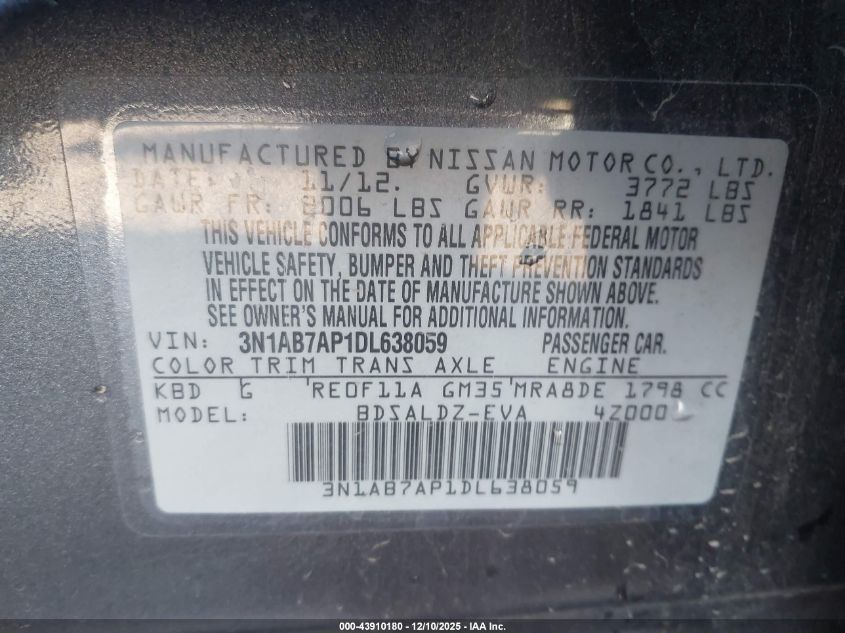 MANUFACTURED BY NISSAN MOTOR CO., LTD.
DATE: 11/12. GVWR: 3772 LBS
GAWR FR: 2006 LBS GAWR RR: 1841 LBS
THIS VEHICLE CONFORMS TO ALL APPLICABLE FEDERAL MOTOR
VEHICLE SAFETY, BUMPER AND THEFT PREVENTION STANDARDS
IN EFFECT ON THE DATE OF MANUFACTURE SHOWN ABOVE.
SEE OWNER'S MANUAL FOR ADDITIONAL INFORMATION.
VIN: 3N1AB7AP1DL638059 PASSENGER CAR.
COLOR TRIM TRANS AXLE ENGINE
KBD G 'RE0F11A GM35'MRA8DE 1798 CC
MODEL: BDSALDZ-EVA 4Z000
3N1AB7AP1DL638059
000-43910180 - 12/10/2025 - IAA Inc.